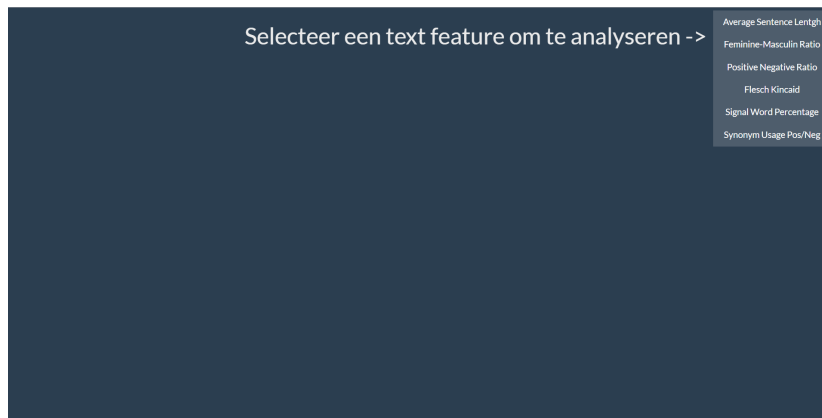 Selecteer een text feature om te analyseren ->
Average Sentence Lentgh
Feminine-Masculin Ratio
Positive Negative Ratio
Flesch Kincaid
Signal Word Percentage
Synonym Usage Pos/Neg